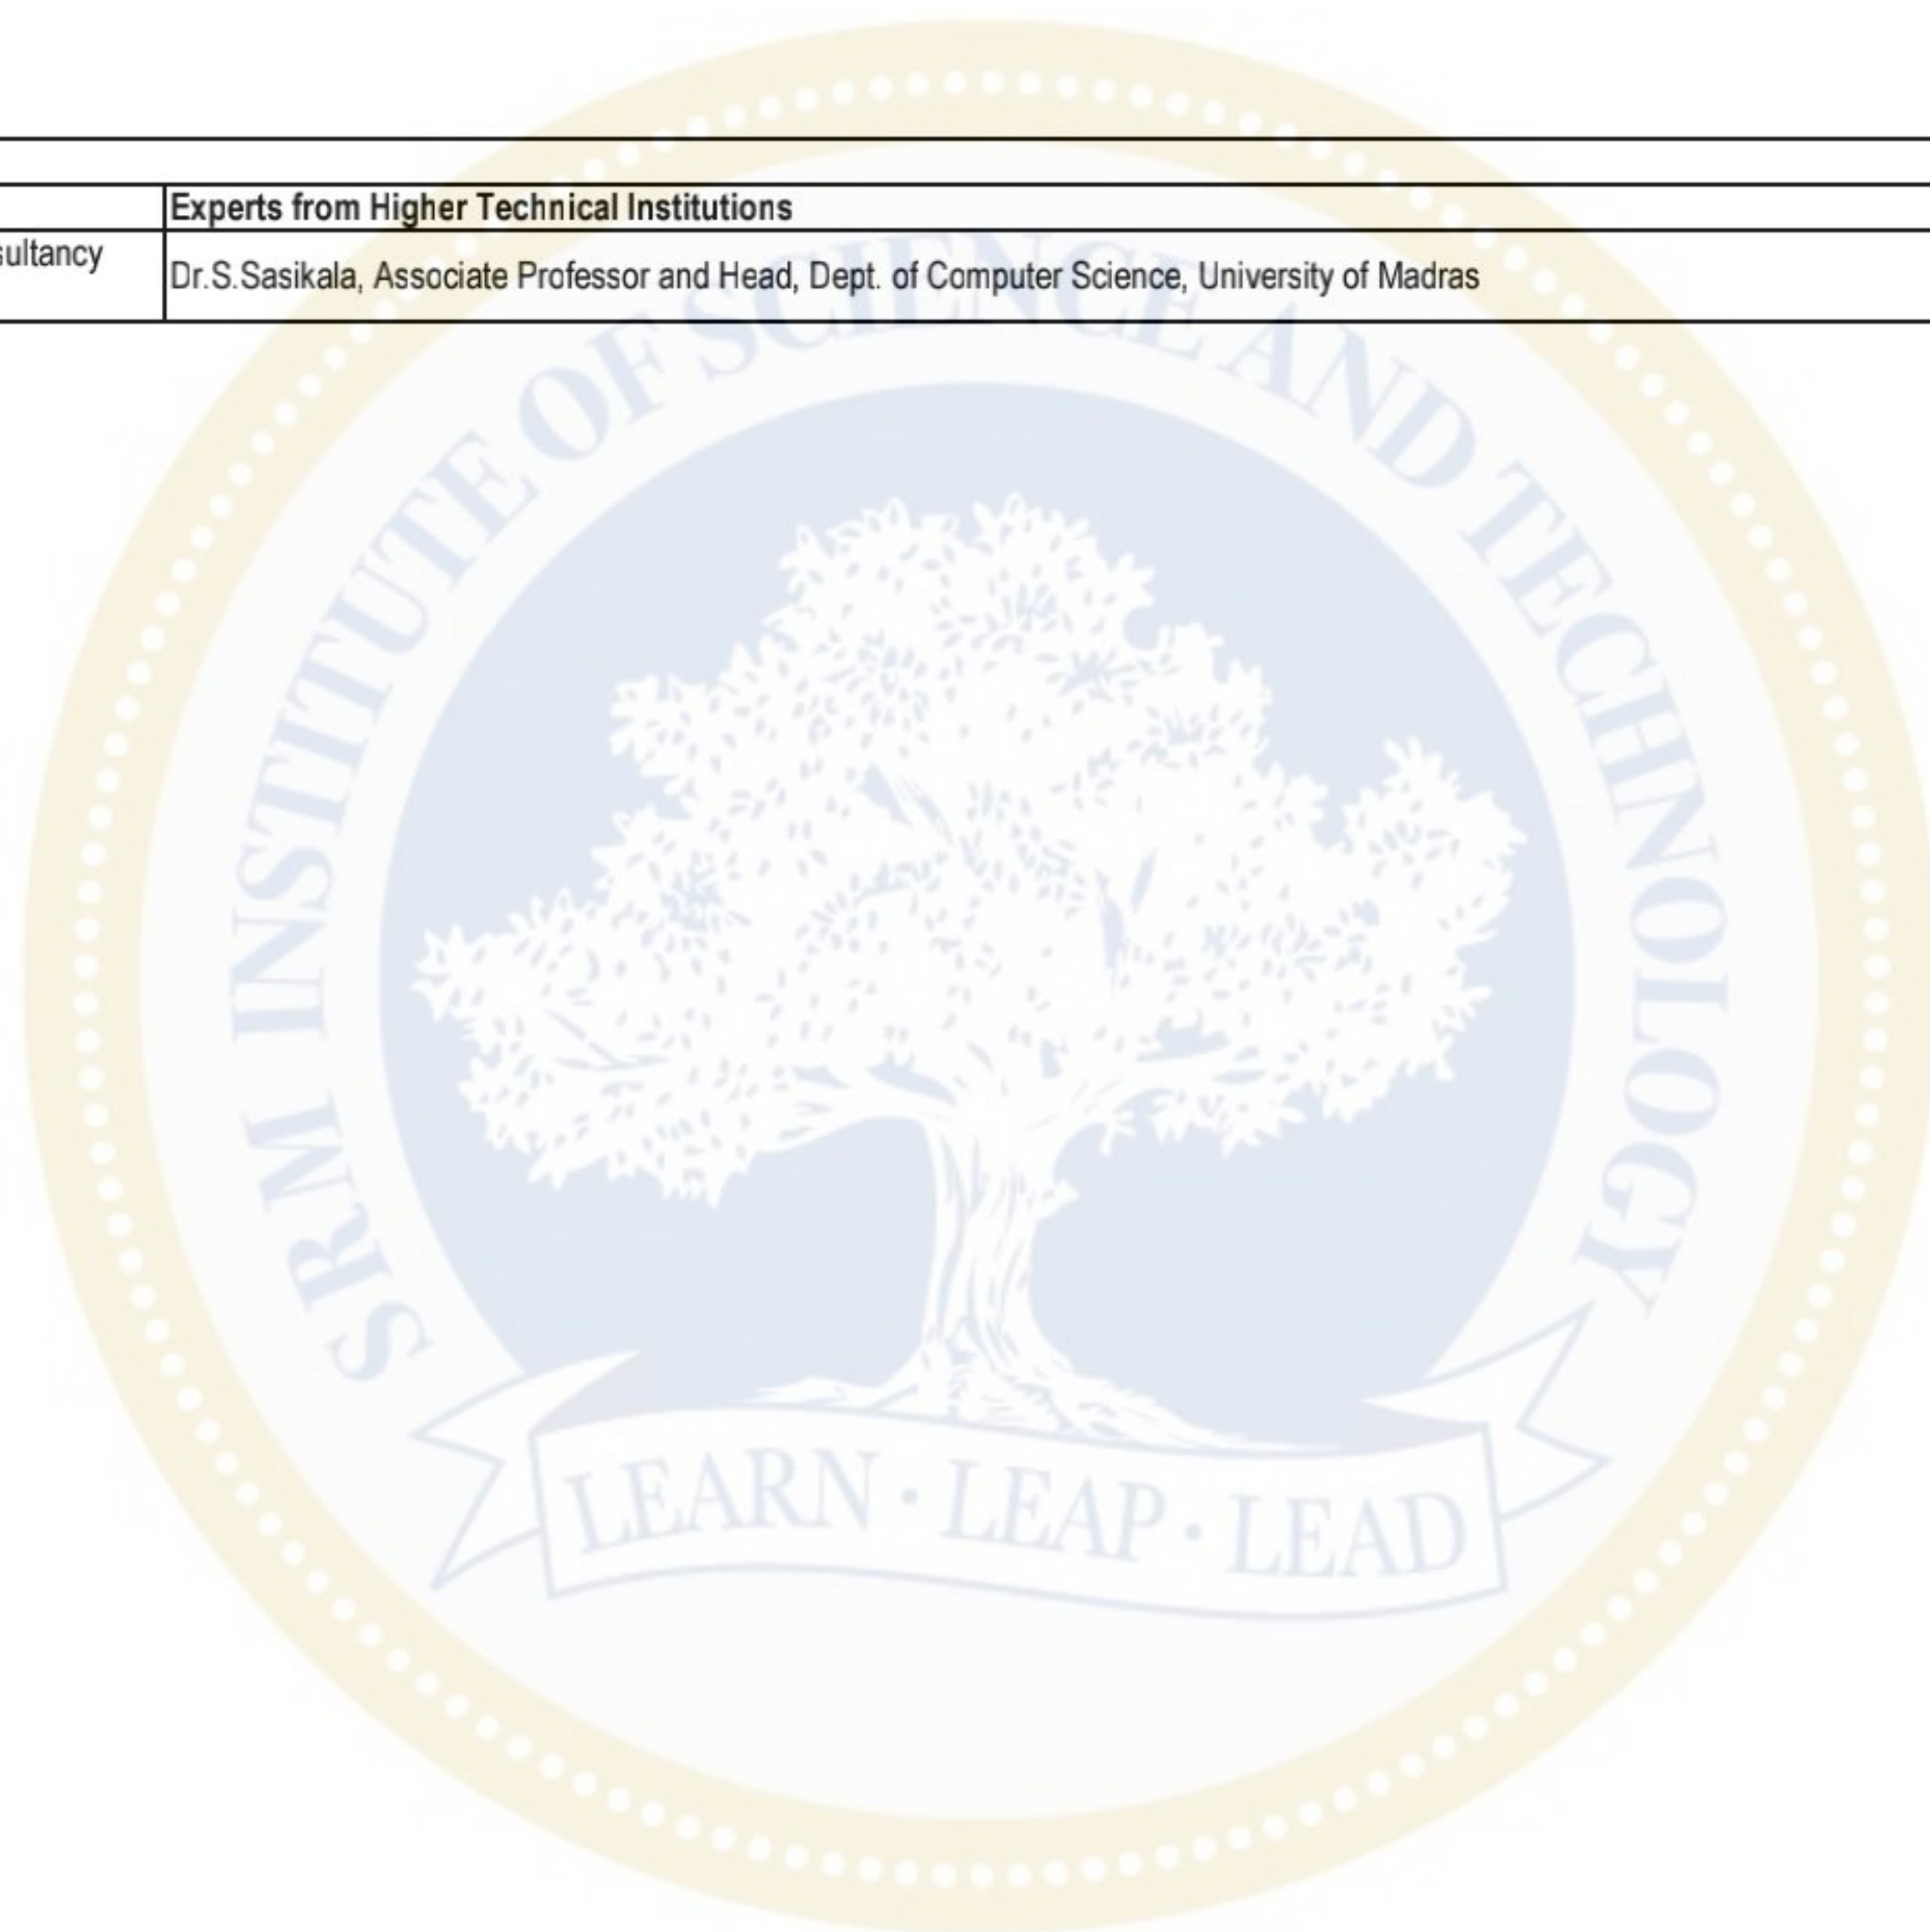 Experts from Higher Technical Institutions
sultancy
Dr.S.Sasikala, Associate Professor and Head, Dept. of Computer Science, University of Madras
SRM INSTITUTE OF SCIENCE AND TECHNOLOGY
LEARN · LEAP · LEAD